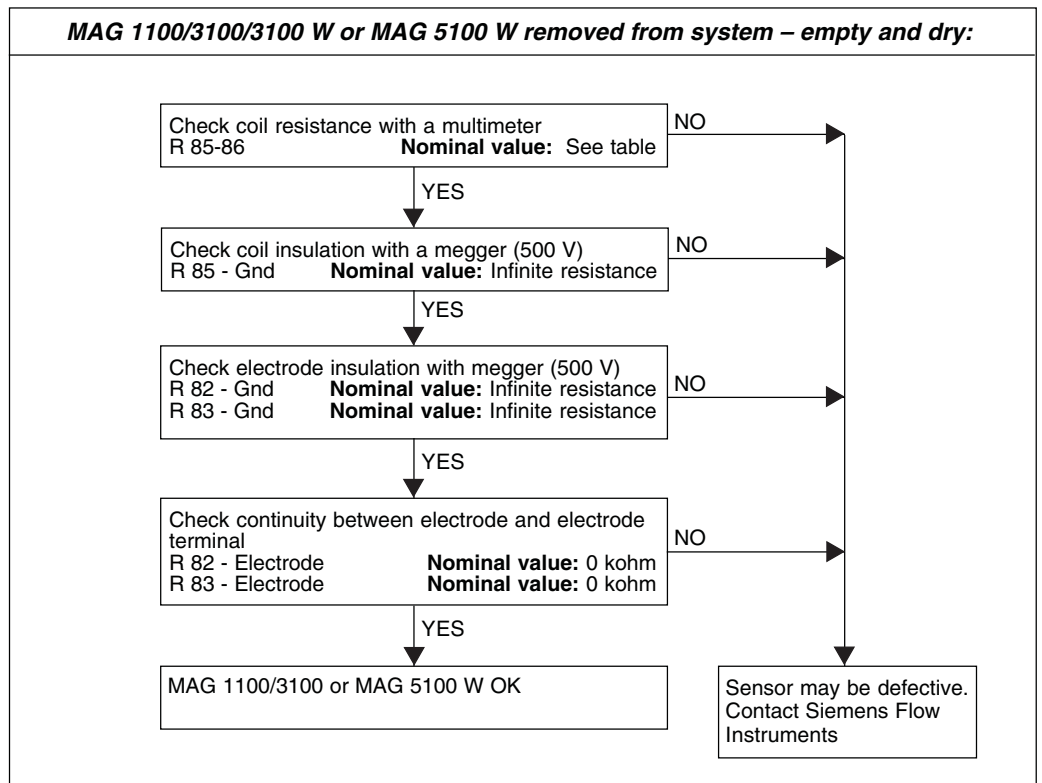 MAG 1100/3100/3100 W or MAG 5100 W removed from system – empty and dry:
Check coil resistance with a multimeter
R 85-86 Nominal value: See table
NO
YES
Check coil insulation with a megger (500 V)
R 85 - Gnd Nominal value: Infinite resistance
NO
YES
Check electrode insulation with megger (500 V)
R 82 - Gnd Nominal value: Infinite resistance
R 83 - Gnd Nominal value: Infinite resistance
NO
YES
Check continuity between electrode and electrode
terminal
R 82 - Electrode Nominal value: 0 kohm
R 83 - Electrode Nominal value: 0 kohm
NO
YES
MAG 1100/3100 or MAG 5100 W OK
Sensor may be defective.
Contact Siemens Flow
Instruments